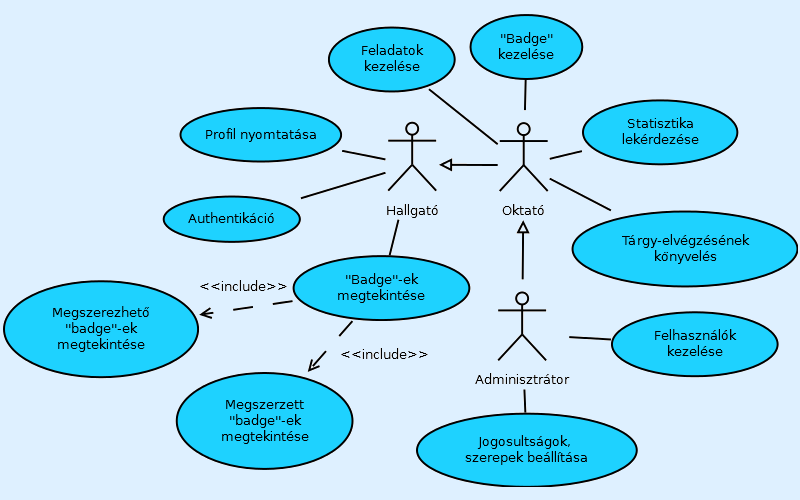 Feladatok
kezelése
"Badge"
kezelése
Profil nyomtatása
Statisztika
lekérdezése
Authentikáció
Hallgató
Oktató
Tárgy-elvégzésének
kőnyvelés
<<include>>
"Badge"-ek
megtekintése
Megszerezhető
"badge"-ek
megtekintése
<<include>>
Felhasználók
kezelése
Adminisztrátor
Megszerzett
"badge"-ek
megtekintése
Jogosultságok,
szerepek beállítása